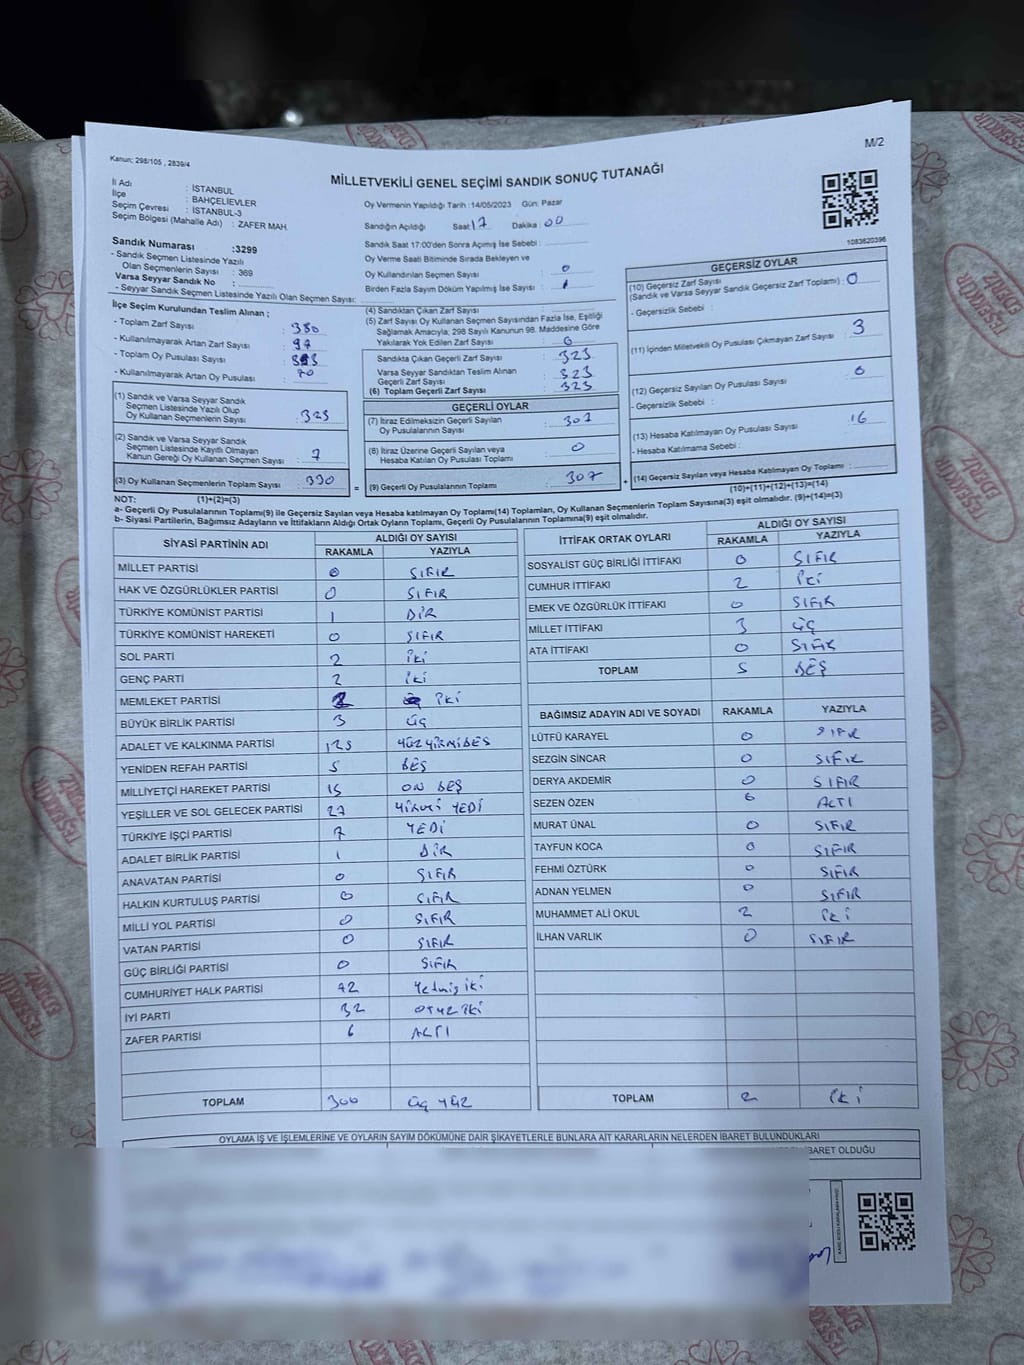 Kanun; 298/105 , 2839/4
M/2
MİLLETVEKİLİ GENEL SEÇİMİ SANDIK SONUÇ TUTANAĞI
İl Adı : İSTANBUL
İlçe : BAHÇELİEVLER
Seçim Çevresi : İSTANBUL-3
Seçim Bölgesi (Mahalle Adı) : ZAFER MAH.
Oy Vermenin Yapıldığı Tarih :14/05/2023 Gün: Pazar
Sandığın Açıldığı Saat: 17 Dakika : 00
Sandık Saat 17:00'den Sonra Açımış İse Sebebi :
Oy Verme Saati Bitiminde Sırada Bekleyen ve
Oy Kullandırılan Seçmen Sayısı : 0
Birden Fazla Sayım Döküm Yapılmış İse Sayısı :
1083620396
Sandık Numarası :3299
- Sandık Seçmen Listesinde Yazılı
Olan Seçmenlerin Sayısı : 369
Varsa Seyyar Sandık No :
- Seyyar Sandık Seçmen Listesinde Yazılı Olan Seçmen Sayısı:
İlçe Seçim Kurulundan Teslim Alınan ;
- Toplam Zarf Sayısı : 380
- Kullanılmayarak Artan Zarf Sayısı :
- Toplam Oy Pusulası Sayısı :
- Kullanılmayarak Artan Oy Pusulası : 70
(1) Sandık ve Varsa Seyyar Sandık
Seçmen Listesinde Yazılı Olup
Oy Kullanan Seçmenlerin Sayısı : 323
(2) Sandık ve Varsa Seyyar Sandık
Seçmen Listesinde Kayıtlı Olmayan
Kanun Gereği Oy Kullanan Seçmen Sayısı : 7
(3) Oy Kullanan Seçmenlerin Toplam Sayısı : 330
(1)+(2)=(3)
(4) Sandıktan Çıkan Zarf Sayısı :
(5) Zarf Sayısı Oy Kullanan Seçmen Sayısından Fazla İse, Eşitliği
Sağlamak Amacıyla; 298 Sayılı Kanunun 98. Maddesine Göre
Yakılarak Yok Edilen Zarf Sayısı : 0
Sandıkta Çıkan Geçerli Zarf Sayısı : 323
Varsa Seyyar Sandıktan Teslim Alınan
Geçerli Zarf Sayısı : 323
(6) Toplam Geçerli Zarf Sayısı : 323
GEÇERLİ OYLAR
(7) İtiraz Edilmeksizin Geçerli Sayılan
Oy Pusulalarının Sayısı : 307
(8) İtiraz Üzerine Geçerli Sayılan veya
Hesaba Katılan Oy Pusulası Toplamı : 0
= (9) Geçerli Oy Pusulalarının Toplamı : 307 +
GEÇERSİZ OYLAR
(10) Geçersiz Zarf Sayısı
(Sandık ve Varsa Seyyar Sandık Geçersiz Zarf Toplamı) : 0
- Geçersizlik Sebebi :
(11) İçinden Milletvekili Oy Pusulası Çıkmayan Zarf Sayısı : 3
(12) Geçersiz Sayılan Oy Pusulası Sayısı : 0
- Geçersizlik Sebebi :
(13) Hesaba Katılmayan Oy Pusulası Sayısı : 16
- Hesaba Katılmama Sebebi :
(14) Geçersiz Sayılan veya Hesaba Katılmayan Oy Toplamı :
(10)+(11)+(12)+(13)=(14)
NOT:
a- Geçerli Oy Pusulalarının Toplamı(9) ile Geçersiz Sayılan veya Hesaba katılmayan Oy Toplamı(14) Toplamları, Oy Kullanan Seçmenlerin Toplam Sayısına(3) eşit olmalıdır. (9)+(14)=(3)
b- Siyasi Partilerin, Bağımsız Adayların ve İttifakların Aldığı Ortak Oyların Toplamı, Geçerli Oy Pusulalarının Toplamına(9) eşit olmalıdır.
SİYASİ PARTİNİN ADI ALDIĞI OY SAYISI
RAKAMLA YAZIYLA
MİLLET PARTİSİ 0 SIFIR
HAK VE ÖZGÜRLÜKLER PARTİSİ 0 SIFIR
TÜRKİYE KOMÜNİST PARTİSİ 1 BİR
TÜRKİYE KOMÜNİST HAREKETİ 0 SIFIR
SOL PARTİ 2 İki
GENÇ PARTİ 2 İki
MEMLEKET PARTİSİ 2 İki
BÜYÜK BİRLİK PARTİSİ 3 üç
ADALET VE KALKINMA PARTİSİ 125 YÜZYİRMİBEŞ
YENİDEN REFAH PARTİSİ 5 BEŞ
MİLLİYETÇİ HAREKET PARTİSİ 15 ON BEŞ
YEŞİLLER VE SOL GELECEK PARTİSİ 27 YİRMİ YEDİ
TÜRKİYE İŞÇİ PARTİSİ 7 YEDİ
ADALET BİRLİK PARTİSİ 1 BİR
ANAVATAN PARTİSİ 0 SIFIR
HALKIN KURTULUŞ PARTİSİ 0 SIFIR
MİLLİ YOL PARTİSİ 0 SIFIR
VATAN PARTİSİ 0 SIFIR
GÜÇ BİRLİĞİ PARTİSİ 0 SIFIR
CUMHURİYET HALK PARTİSİ 72 Yetmiş iki
İYİ PARTİ 32 OTUZ İKİ
ZAFER PARTİSİ 6 ALTI
TOPLAM 300 üç YÜZ
İTTİFAK ORTAK OYLARI ALDIĞI OY SAYISI
RAKAMLA YAZIYLA
SOSYALİST GÜÇ BİRLİĞİ İTTİFAKI 0 SIFIR
CUMHUR İTTİFAKI 2 İki
EMEK VE ÖZGÜRLÜK İTTİFAKI 0 SIFIR
MİLLET İTTİFAKI 3 üç
ATA İTTİFAKI 0 SIFIR
TOPLAM 5 BEŞ
BAĞIMSIZ ADAYIN ADI VE SOYADI RAKAMLA YAZIYLA
LÜTFÜ KARAYEL 0 SIFIR
SEZGİN SİNCAR 0 SIFIR
DERYA AKDEMİR 0 SIFIR
SEZEN ÖZEN 6 ALTI
MURAT ÜNAL 0 SIFIR
TAYFUN KOCA 0 SIFIR
FEHMİ ÖZTÜRK 0 SIFIR
ADNAN YELMEN 0 SIFIR
MUHAMMET ALİ OKUL 2 İKİ
İLHAN VARLIK 0 SIFIR
TOPLAM 2 İKİ
OYLAMA İŞ VE İŞLEMLERİNE VE OYLARIN SAYIM DÖKÜMÜNE DAİR ŞİKAYETLERLE BUNLARA AİT KARARLARIN NELERDEN İBARET BULUNDUKLARI
İBARET OLDUĞU
TEŞEKKÜR EDERİZ
TEŞEKKÜR EDERİZ
TEŞEKKÜR EDERİZ